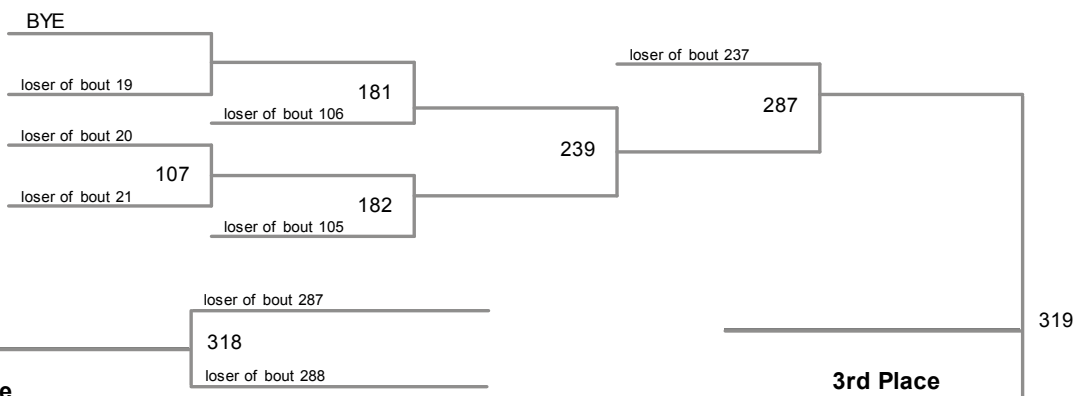 BYE
loser of bout 237
loser of bout 19
181
287
loser of bout 106
loser of bout 20
239
107
loser of bout 21
182
loser of bout 105
loser of bout 287
319
318
loser of bout 288
3rd Place
e